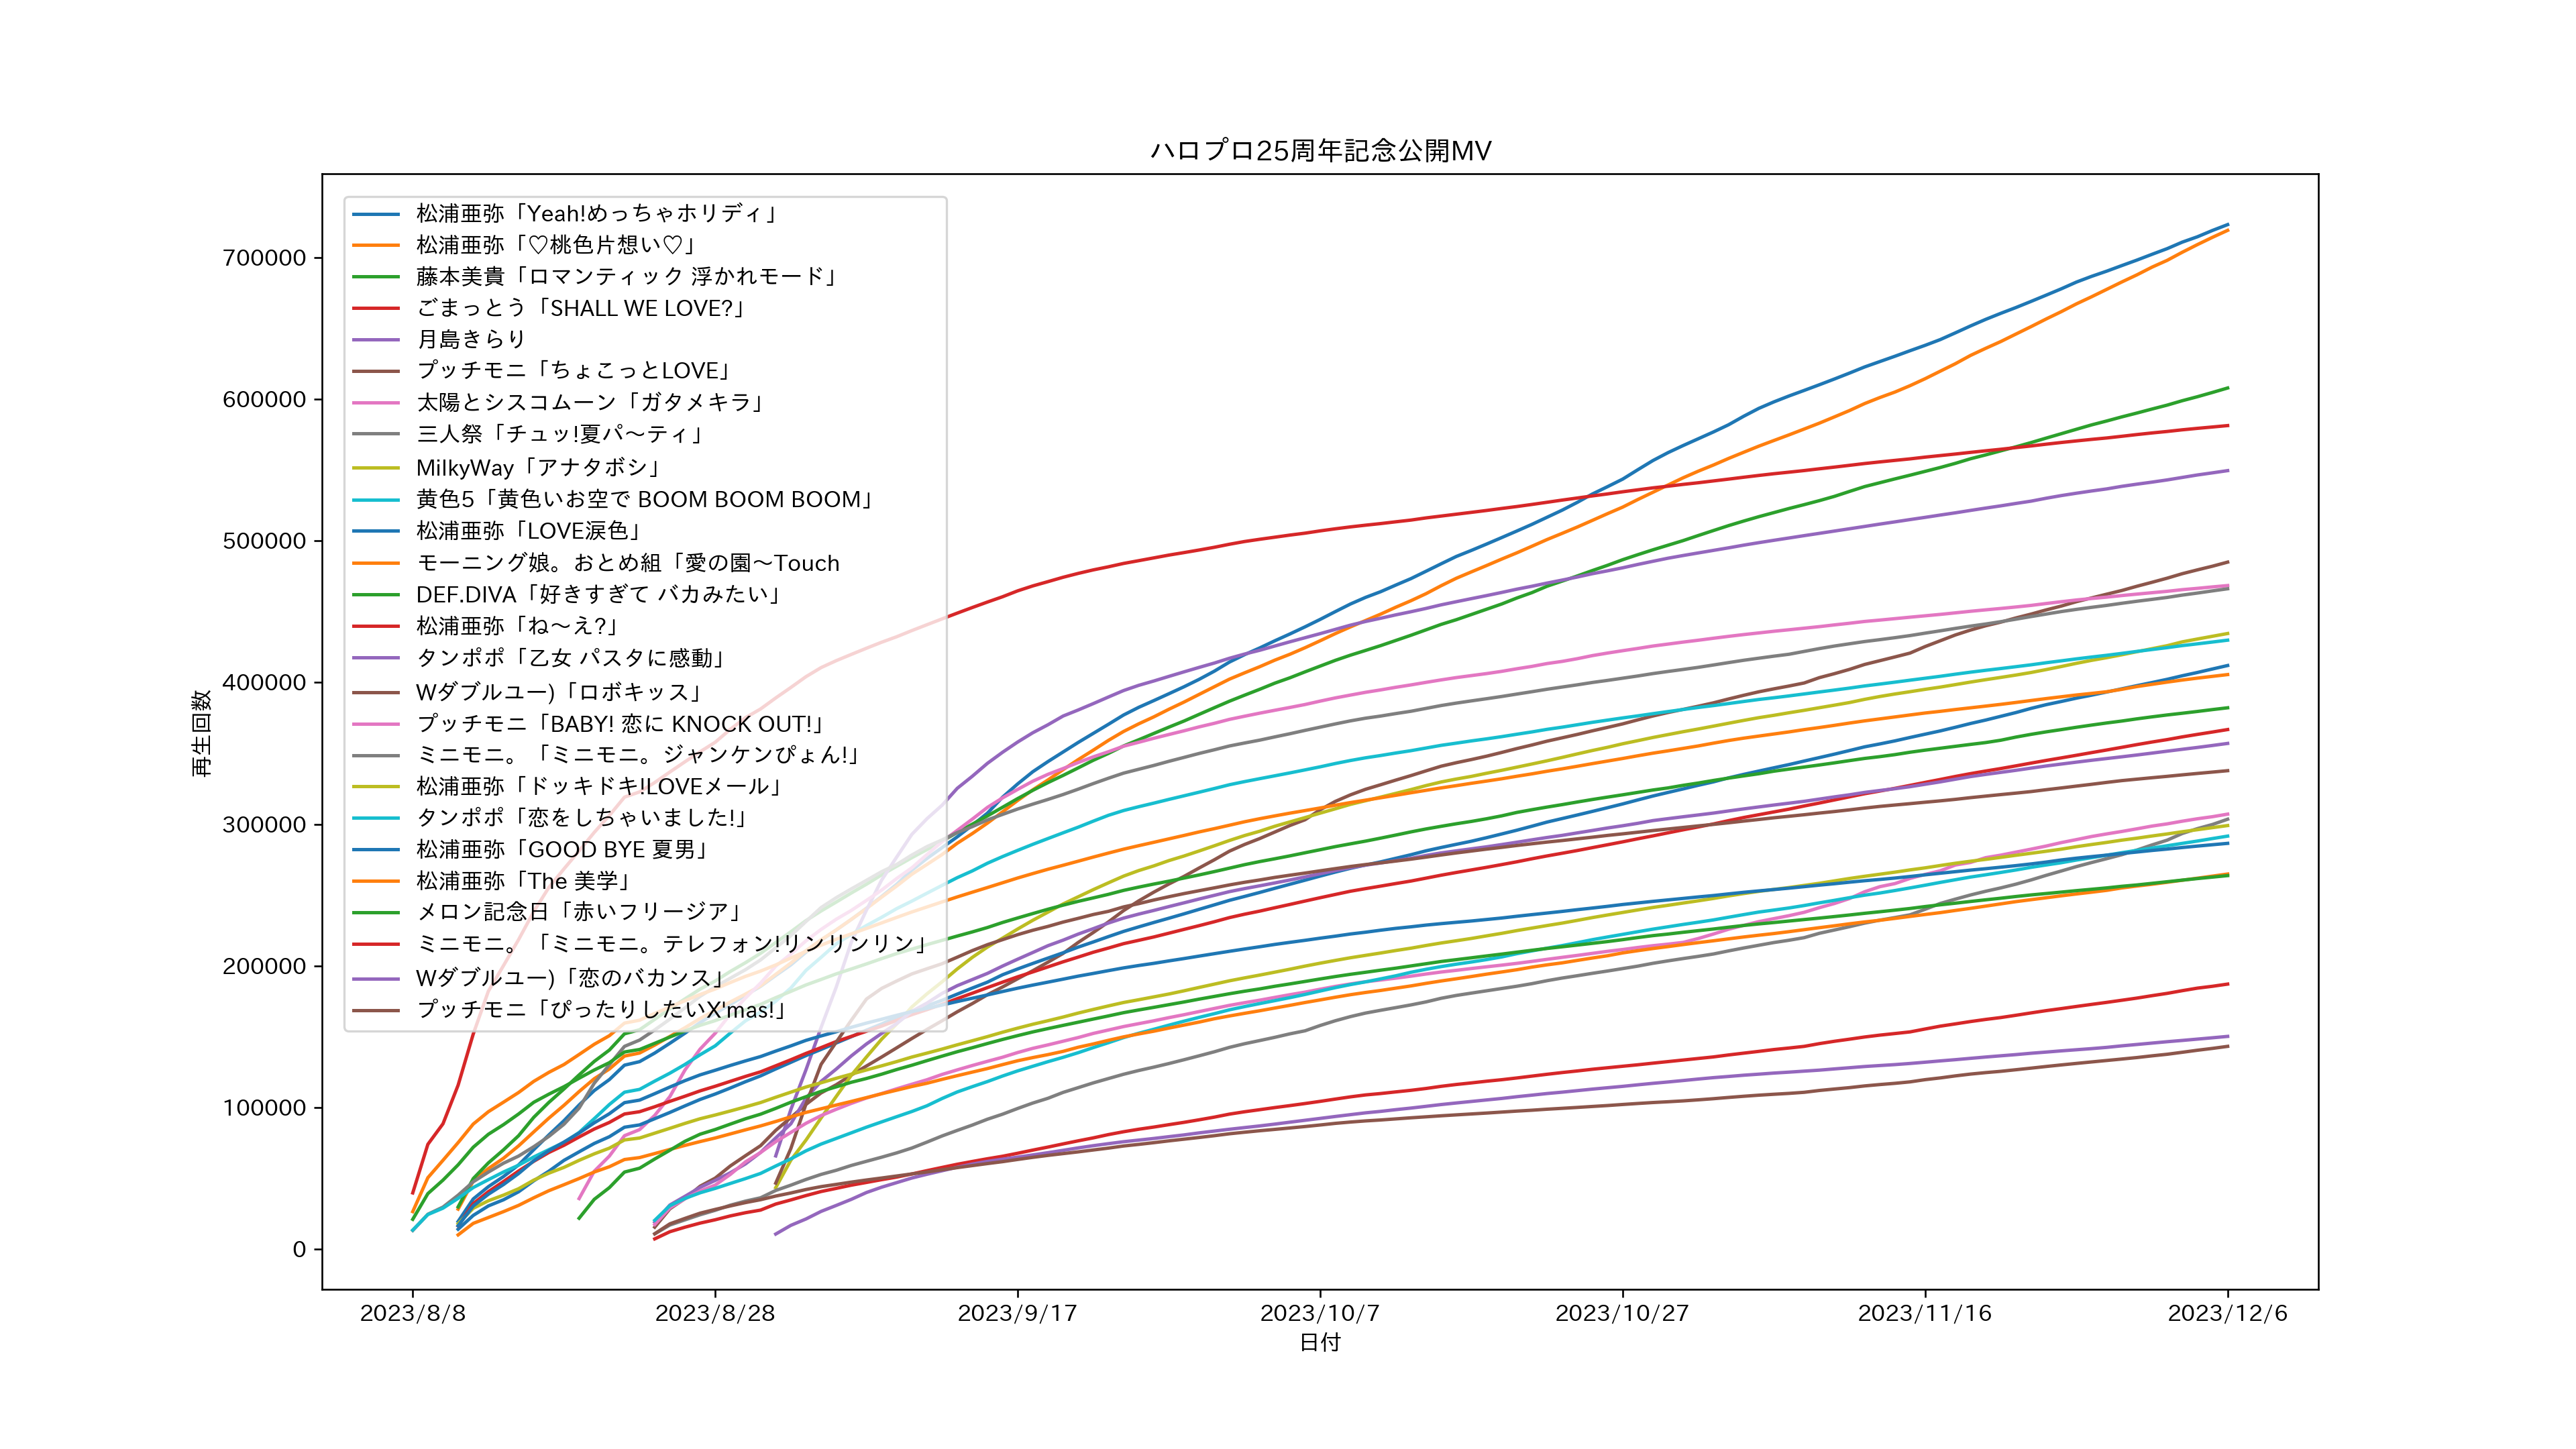 ハロプロ25周年記念公開MV
松浦亜弥「Yeah!めっちゃホリディ」
松浦亜弥「♡桃色片想い♡」
藤本美貴「ロマンティック 浮かれモード」
ごまっとう「SHALL WE LOVE?」
月島きらり
プッチモニ「ちょこっとLOVE」
太陽とシスコムーン「ガタメキラ」
三人祭「チュッ!夏パ〜ティ」
MilkyWay「アナタボシ」
黄色5「黄色いお空で BOOM BOOM BOOM」
松浦亜弥「LOVE涙色」
モーニング娘。おとめ組「愛の園〜Touch
DEF.DIVA「好きすぎて バカみたい」
松浦亜弥「ね〜え?」
タンポポ「乙女 パスタに感動」
Wダブルユー)「ロボキッス」
プッチモニ「BABY! 恋に KNOCK OUT!」
ミニモニ。「ミニモニ。ジャンケンぴょん!」
松浦亜弥「ドッキドキ!LOVEメール」
タンポポ「恋をしちゃいました!」
松浦亜弥「GOOD BYE 夏男」
松浦亜弥「The 美学」
メロン記念日「赤いフリージア」
ミニモニ。「ミニモニ。テレフォン!リンリンリン」
Wダブルユー)「恋のバカンス」
プッチモニ「ぴったりしたいX'mas!」
再生回数
700000
600000
500000
400000
300000
200000
100000
0
2023/8/8
2023/8/28
2023/9/17
2023/10/7
2023/10/27
2023/11/16
2023/12/6
日付